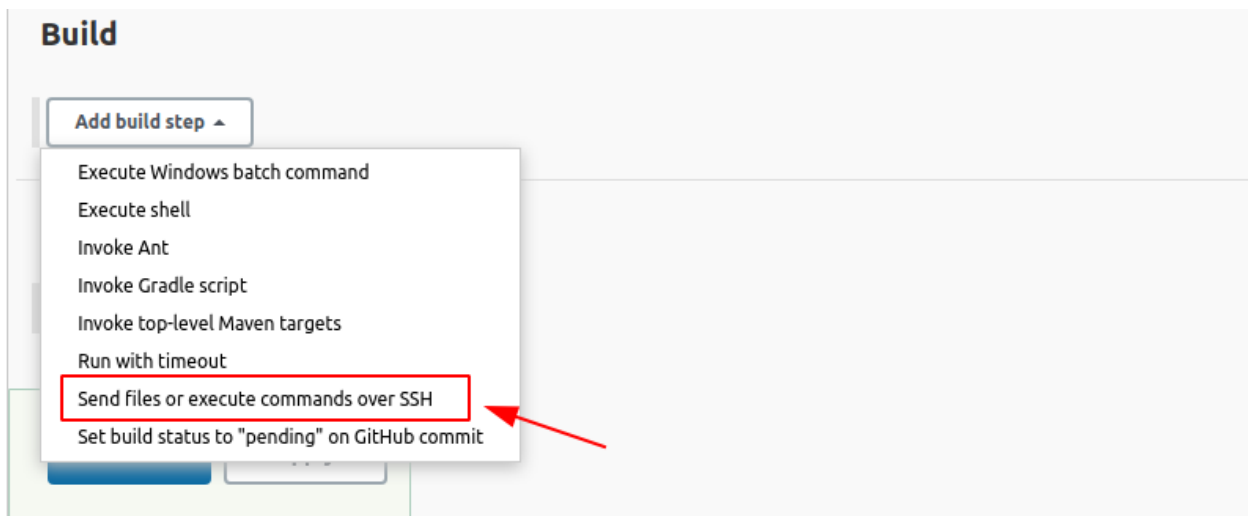 Build
Add build step
Execute Windows batch command
Execute shell
Invoke Ant
Invoke Gradle script
Invoke top-level Maven targets
Run with timeout
Send files or execute commands over SSH
Set build status to "pending" on GitHub commit